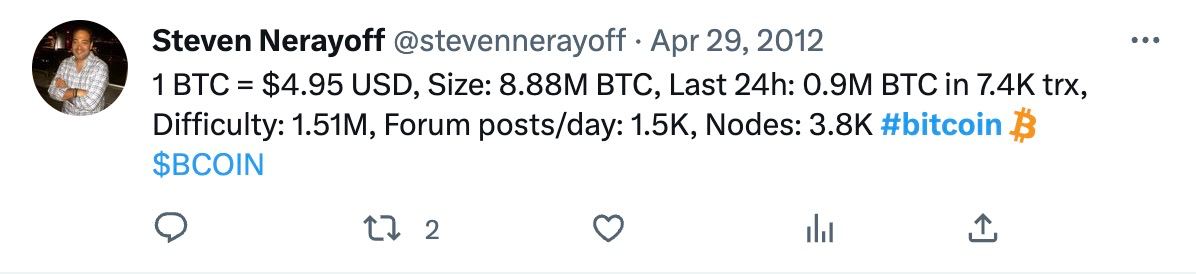 Steven Nerayoff @stevennerayoff · Apr 29, 2012
1 BTC = $4.95 USD, Size: 8.88M BTC, Last 24h: 0.9M BTC in 7.4K trx,
Difficulty: 1.51M, Forum posts/day: 1.5K, Nodes: 3.8K #bitcoin
$BCOIN
2